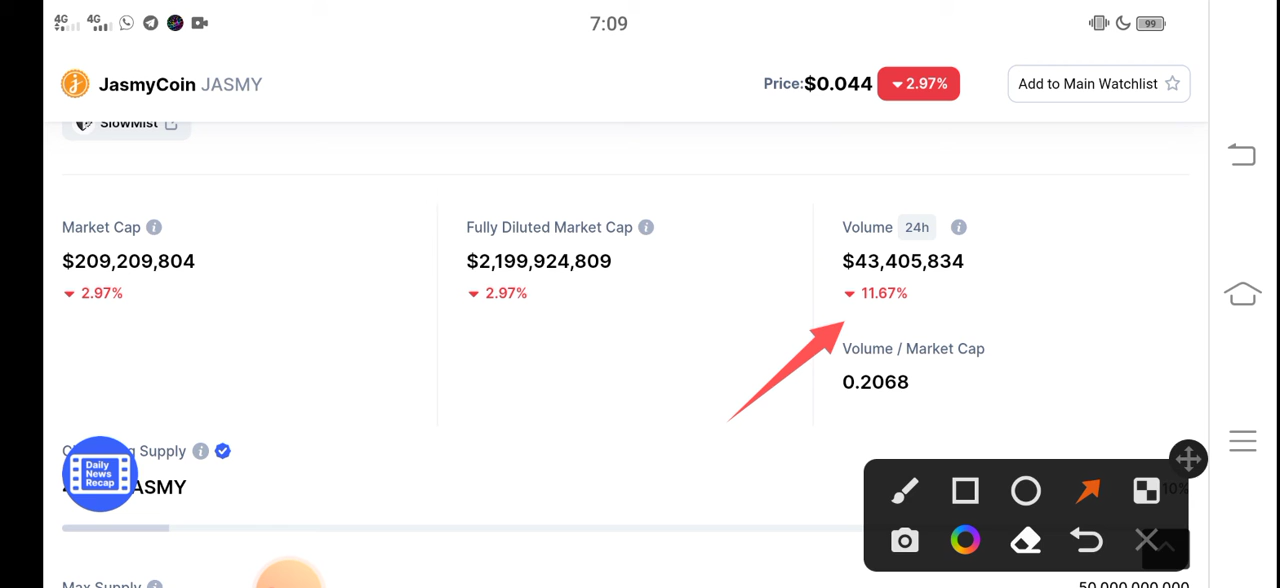 4G 4G 7:09 99
JasmyCoin JASMY Price:$0.044 2.97% Add to Main Watchlist
SlowMist
Market Cap Fully Diluted Market Cap Volume 24h
$209,209,804 $2,199,924,809 $43,405,834
2.97% 2.97% 11.67%
Volume / Market Cap
0.2068
Supply
Daily
News
Recap
10%
Max Supply 50,000,000,000